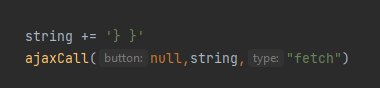 string += '} }'
ajaxCall( button: null,string, type: "fetch")